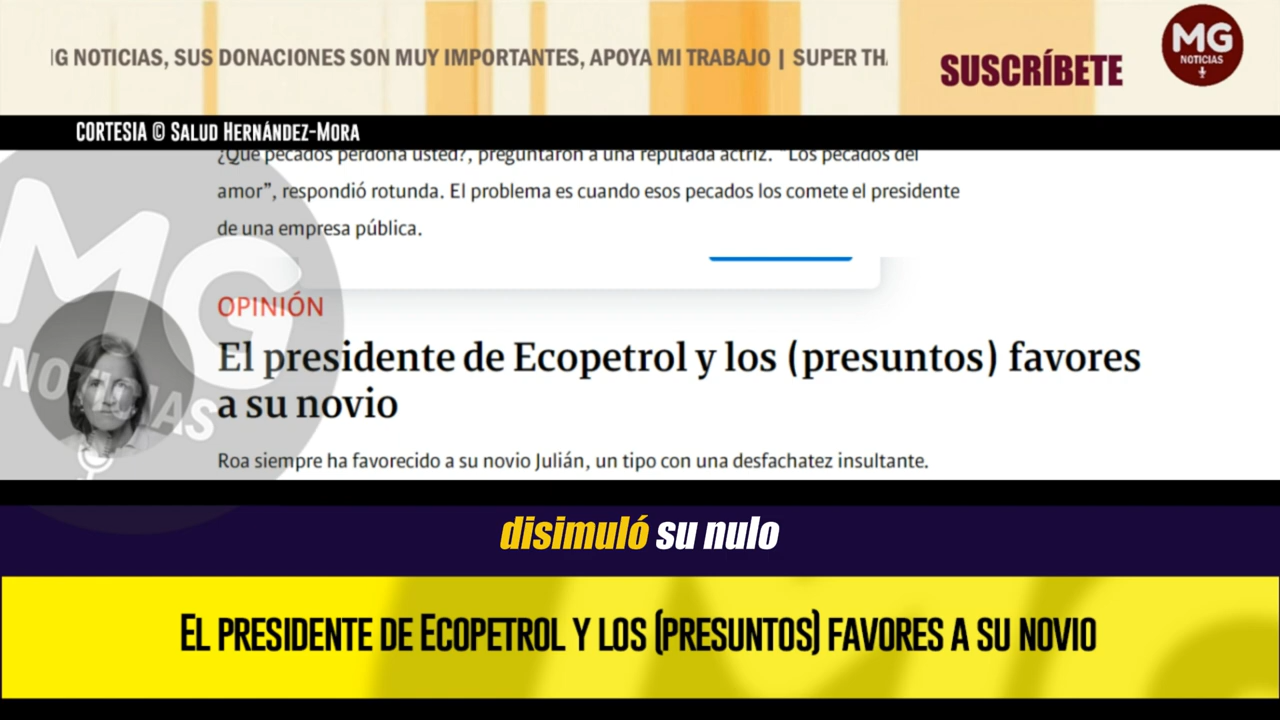 IG NOTICIAS, SUS DONACIONES SON MUY IMPORTANTES, APOYA MI TRABAJO | SUPER TH
SUSCRÍBETE
MG
NOTICIAS
CORTESIA © SALUD HERNÁNDEZ-MORA
¿Qué pecados perdona usted?, preguntaron a una reputada actriz. "Los pecados del
amor”, respondió rotunda. El problema es cuando esos pecados los comete el presidente
de una empresa pública.
MG
NOTICIAS
OPINIÓN
El presidente de Ecopetrol y los (presuntos) favores
a su novio
Roa siempre ha favorecido a su novio Julián, un tipo con una desfachatez insultante.
disimuló su nulo
EL PRESIDENTE DE ECOPETROL Y LOS (PRESUNTOS) FAVORES A SU NOVIO